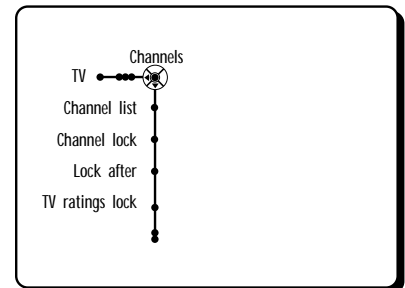 Channels
TV
Channel list
Channel lock
Lock after
TV ratings lock